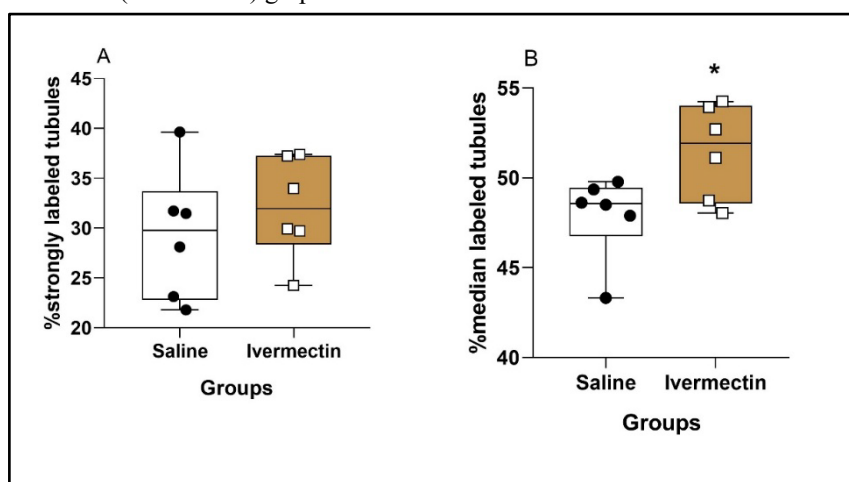 A
45
40
35
30
25
20
%strongly labeled tubules
Saline Ivermectin
Groups
B
*
55
50
45
40
%median labeled tubules
Saline Ivermectin
Groups